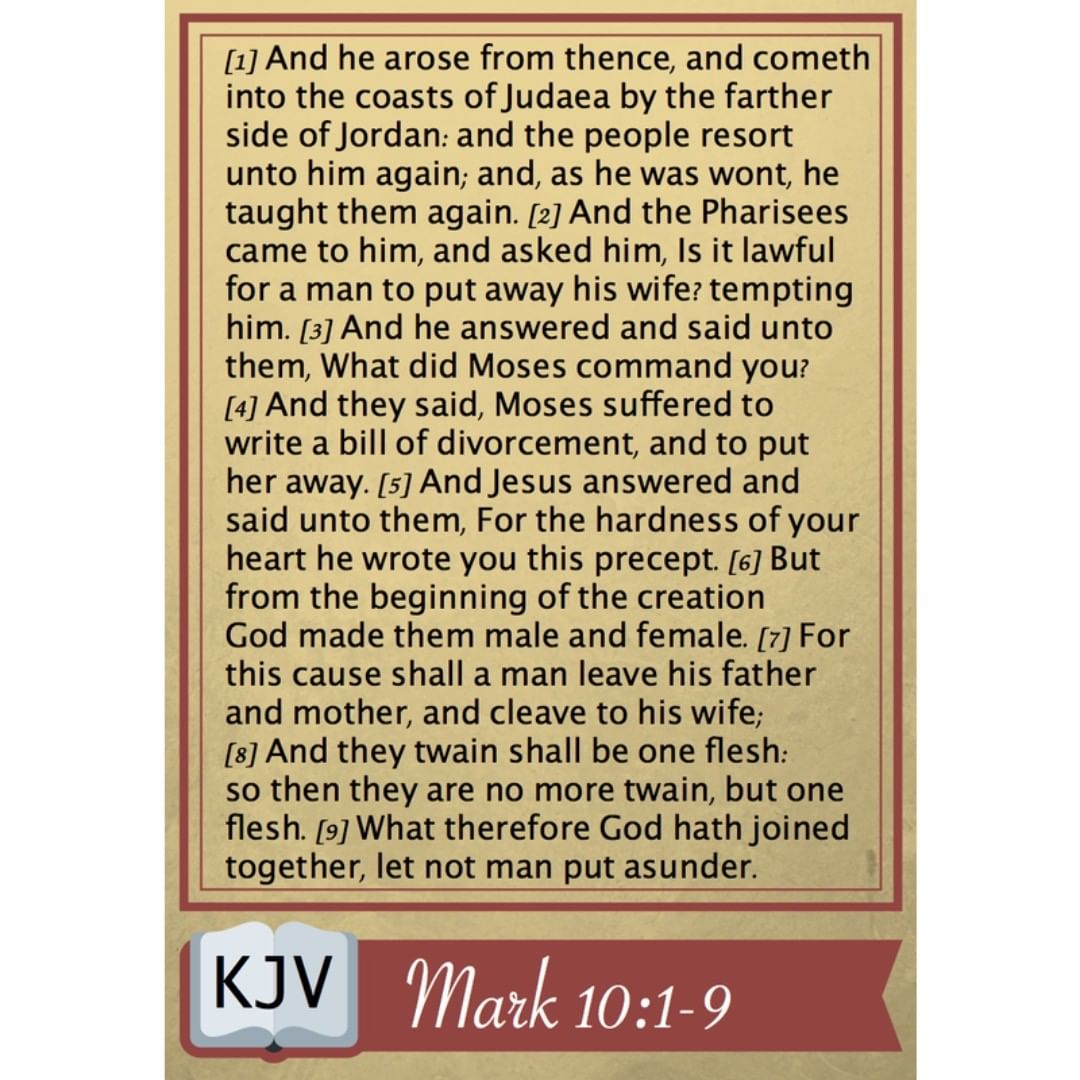 [1] And he arose from thence, and cometh
into the coasts of Judaea by the farther
side of Jordan: and the people resort
unto him again; and, as he was wont, he
taught them again. [2] And the Pharisees
came to him, and asked him, Is it lawful
for a man to put away his wife? tempting
him. [3] And he answered and said unto
them, What did Moses command you?
[4] And they said, Moses suffered to
write a bill of divorcement, and to put
her away. [5] And Jesus answered and
said unto them, For the hardness of your
heart he wrote you this precept. [6] But
from the beginning of the creation
God made them male and female. [7] For
this cause shall a man leave his father
and mother, and cleave to his wife;
[8] And they twain shall be one flesh:
so then they are no more twain, but one
flesh. [9] What therefore God hath joined
together, let not man put asunder.
KJV
Mark 10:1-9